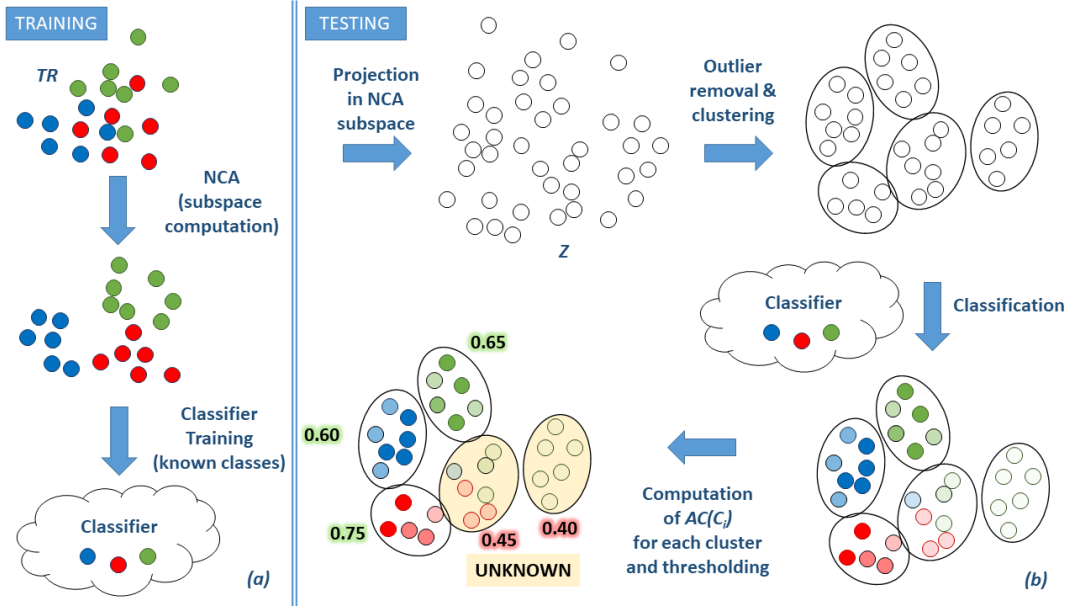 TRAINING
TR
NCA
(subspace
computation)
Classifier
Training
(known classes)
Classifier
(a)
TESTING
Projection
in NCA
subspace
Z
Outlier
removal &
clustering
Classifier
Classification
Computation
of AC(Ci)
for each cluster
and thresholding
0.65
0.60
0.75
0.45
0.40
UNKNOWN
(b)